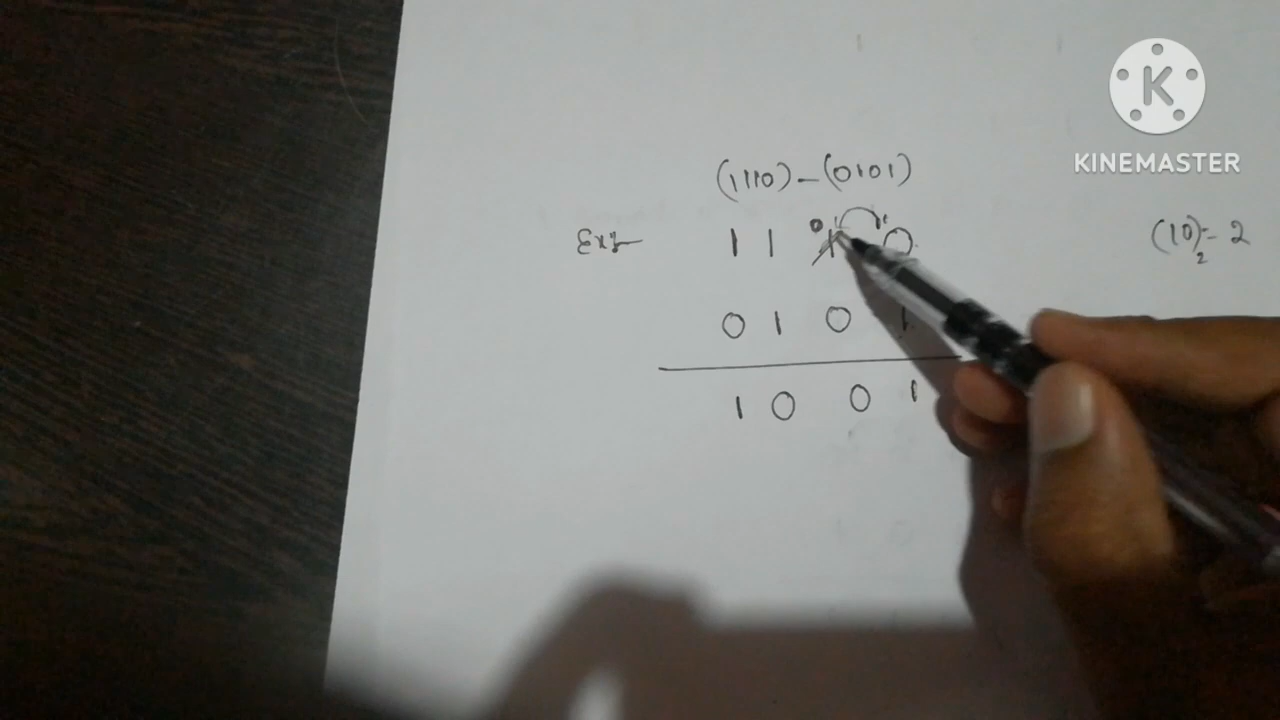 KINEMASTER
(1110) - (0101)
Ex:- 1 1 0 1 1 0
(10)₂ = 2
0 1 0 1
1 0 0 1